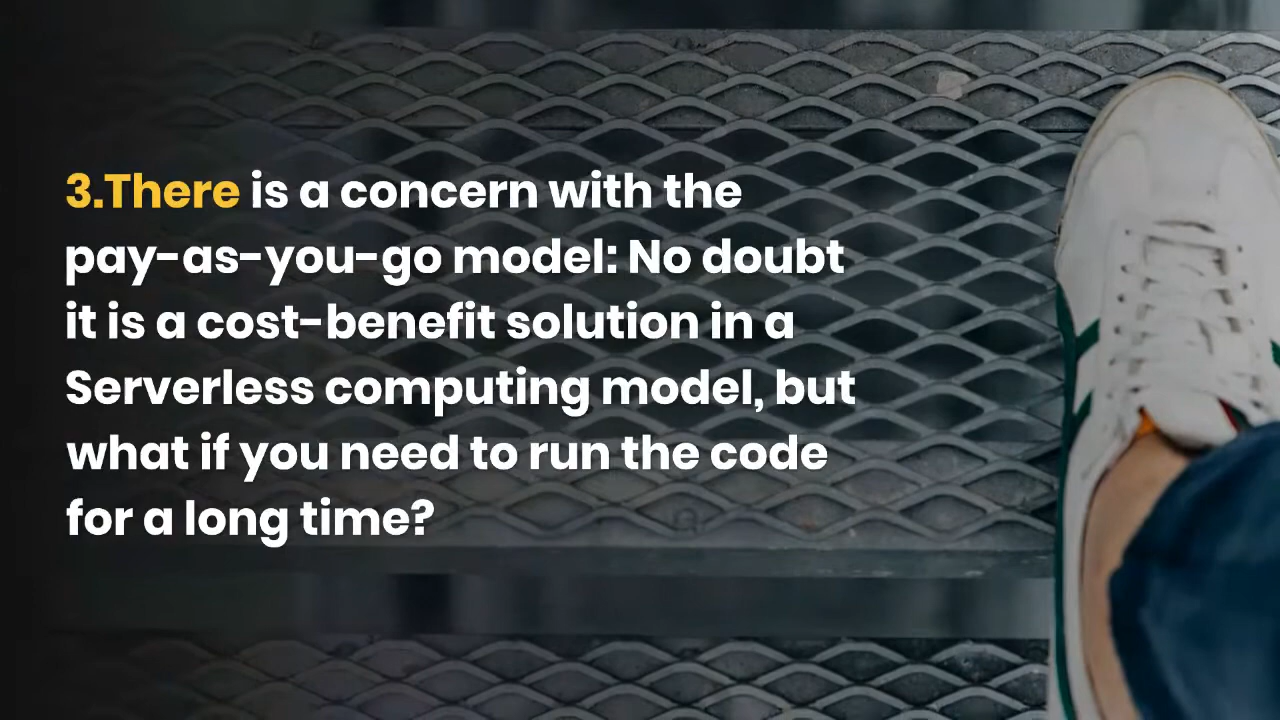 3.There is a concern with the
pay-as-you-go model: No doubt
it is a cost-benefit solution in a
Serverless computing model, but
what if you need to run the code
for a long time?